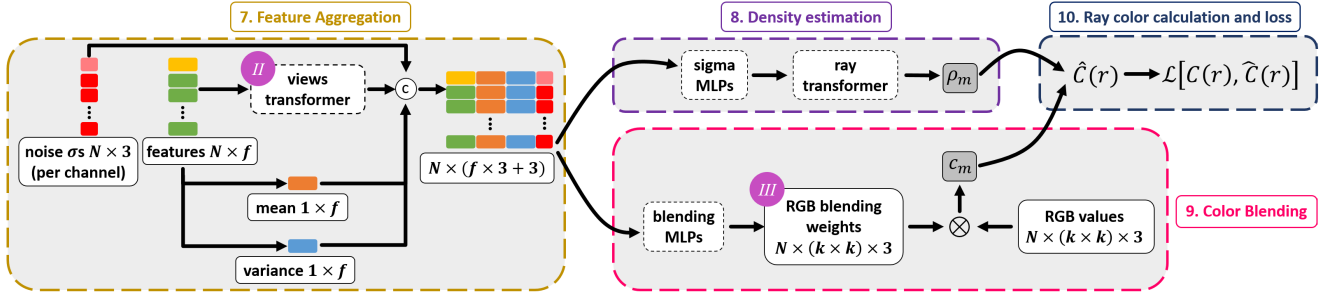 7. Feature Aggregation
noise σs N × 3
(per channel)
features N × f
II
views
transformer
C
mean 1 × f
variance 1 × f
N × (f × 3 + 3)
8. Density estimation
sigma
MLPs
ray
transformer
ρm
10. Ray color calculation and loss
Ĉ(r)
ℒ[C(r), Ĉ(r)]
blending
MLPs
III
RGB blending
weights
N × (k × k) × 3
cm
RGB values
N × (k × k) × 3
9. Color Blending